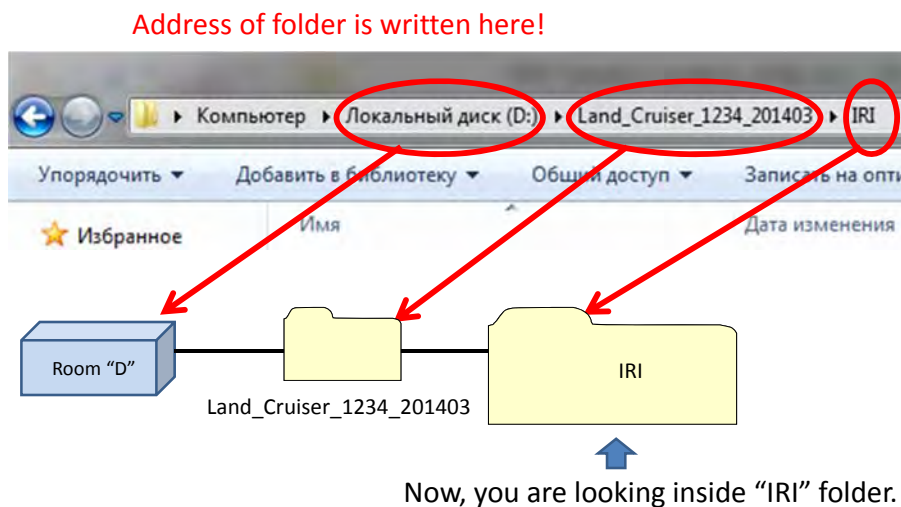 Address of folder is written here!
Компьютер Локальный диск (D:) Land_Cruiser_1234_201403 IRI
Упорядочить Добавить в библиотеку Общий доступ Записать на опти
Избранное Имя Дата изменения
Room “D”
IRI
Land_Cruiser_1234_201403
Now, you are looking inside “IRI” folder.